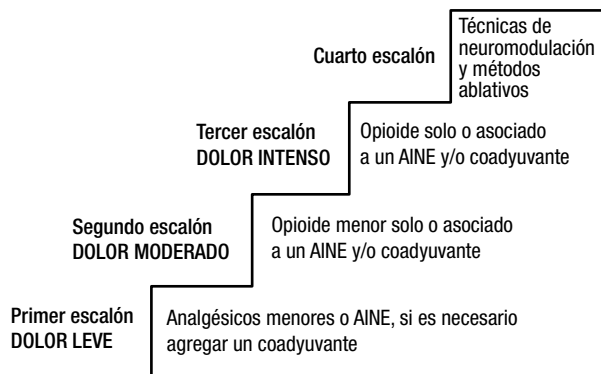 Cuarto escalón
Técnicas de
neuromodulación
y métodos
ablativos
Tercer escalón
DOLOR INTENSO
Opioide solo o asociado
a un AINE y/o coadyuvante
Segundo escalón
DOLOR MODERADO
Opioide menor solo o asociado
a un AINE y/o coadyuvante
Primer escalón
DOLOR LEVE
Analgésicos menores o AINE, si es necesario
agregar un coadyuvante